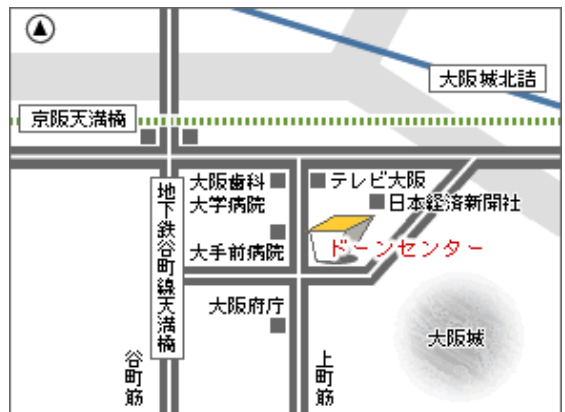 大阪城北詰
京阪天満橋
地下鉄谷町線天満橋
大阪歯科
大学病院
テレビ大阪
日本経済新聞社
大手前病院
ドーンセンター
大阪府庁
大阪城
谷町筋
上町筋